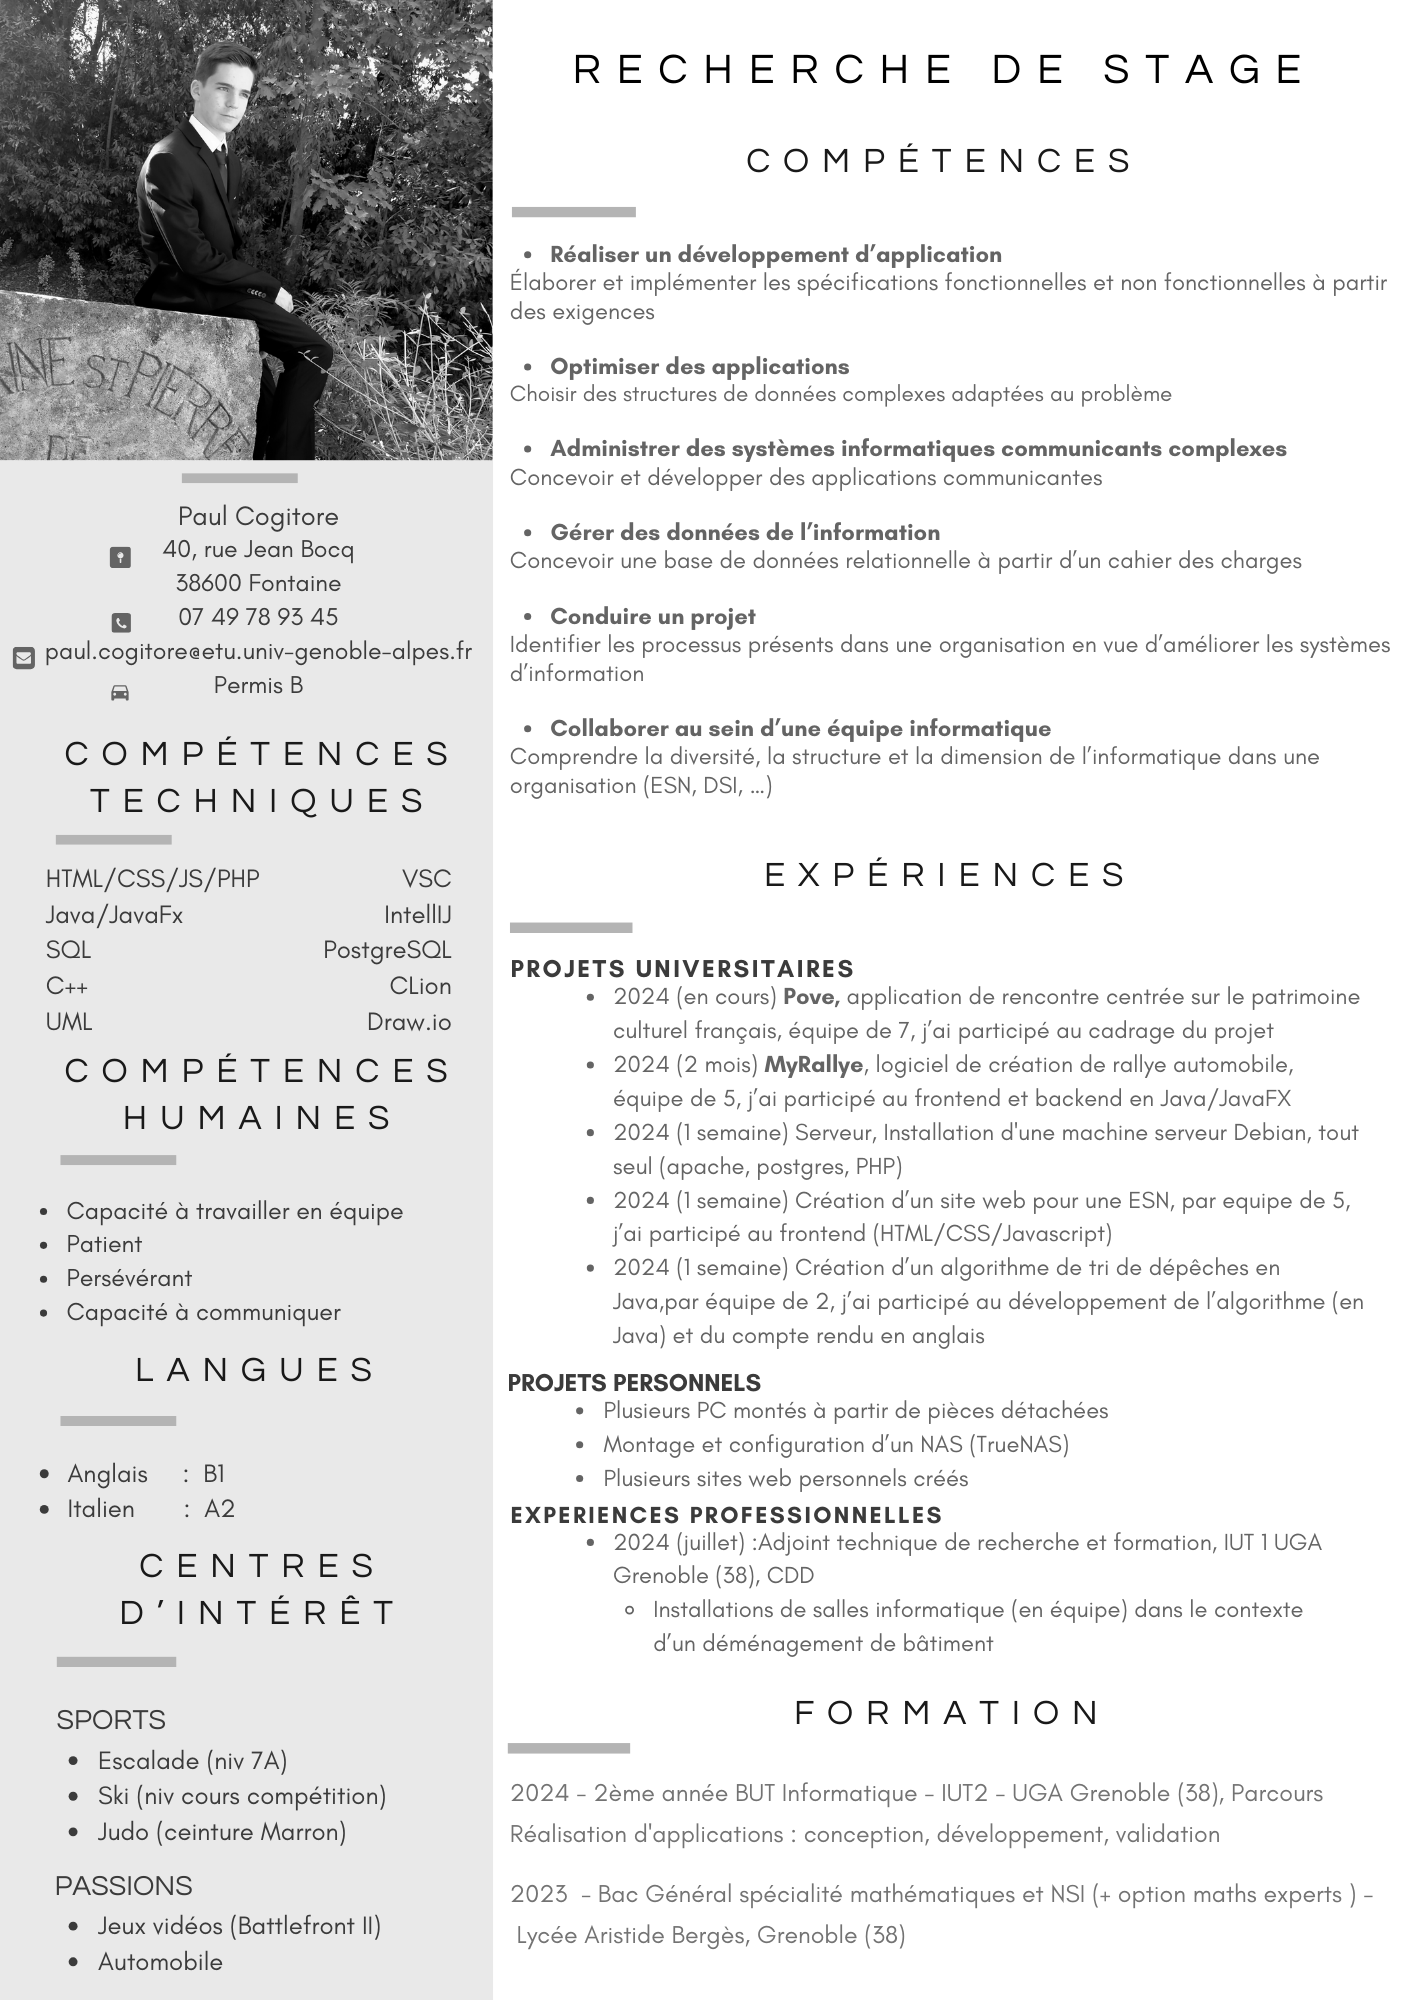 INE ST PIERRE
DE
Paul Cogitore
40, rue Jean Bocq
38600 Fontaine
07 49 78 93 45
paul.cogitore@etu.univ-genoble-alpes.fr
Permis B
COMPÉTENCES
TECHNIQUES
HTML/CSS/JS/PHP VSC
Java/JavaFx IntellIJ
SQL PostgreSQL
C++ CLion
UML Draw.io
COMPÉTENCES
HUMAINES
• Capacité à travailler en équipe
• Patient
• Persévérant
• Capacité à communiquer
LANGUES
• Anglais : B1
• Italien : A2
CENTRES
D’INTÉRÊT
SPORTS
• Escalade (niv 7A)
• Ski (niv cours compétition)
• Judo (ceinture Marron)
PASSIONS
• Jeux vidéos (Battlefront II)
• Automobile
RECHERCHE DE STAGE
COMPÉTENCES
• Réaliser un développement d’application
Élaborer et implémenter les spécifications fonctionnelles et non fonctionnelles à partir
des exigences
• Optimiser des applications
Choisir des structures de données complexes adaptées au problème
• Administrer des systèmes informatiques communicants complexes
Concevoir et développer des applications communicantes
• Gérer des données de l’information
Concevoir une base de données relationnelle à partir d’un cahier des charges
• Conduire un projet
Identifier les processus présents dans une organisation en vue d’améliorer les systèmes
d’information
• Collaborer au sein d’une équipe informatique
Comprendre la diversité, la structure et la dimension de l’informatique dans une
organisation (ESN, DSI, …)
EXPÉRIENCES
PROJETS UNIVERSITAIRES
• 2024 (en cours) Pove, application de rencontre centrée sur le patrimoine
culturel français, équipe de 7, j’ai participé au cadrage du projet
• 2024 (2 mois) MyRallye, logiciel de création de rallye automobile,
équipe de 5, j’ai participé au frontend et backend en Java/JavaFX
• 2024 (1 semaine) Serveur, Installation d'une machine serveur Debian, tout
seul (apache, postgres, PHP)
• 2024 (1 semaine) Création d’un site web pour une ESN, par equipe de 5,
j’ai participé au frontend (HTML/CSS/Javascript)
• 2024 (1 semaine) Création d’un algorithme de tri de dépêches en
Java,par équipe de 2, j’ai participé au développement de l’algorithme (en
Java) et du compte rendu en anglais
PROJETS PERSONNELS
• Plusieurs PC montés à partir de pièces détachées
• Montage et configuration d’un NAS (TrueNAS)
• Plusieurs sites web personnels créés
EXPERIENCES PROFESSIONNELLES
• 2024 (juillet) :Adjoint technique de recherche et formation, IUT 1 UGA
Grenoble (38), CDD
◦ Installations de salles informatique (en équipe) dans le contexte
d’un déménagement de bâtiment
FORMATION
2024 - 2ème année BUT Informatique - IUT2 - UGA Grenoble (38), Parcours
Réalisation d'applications : conception, développement, validation
2023 - Bac Général spécialité mathématiques et NSI (+ option maths experts ) -
Lycée Aristide Bergès, Grenoble (38)